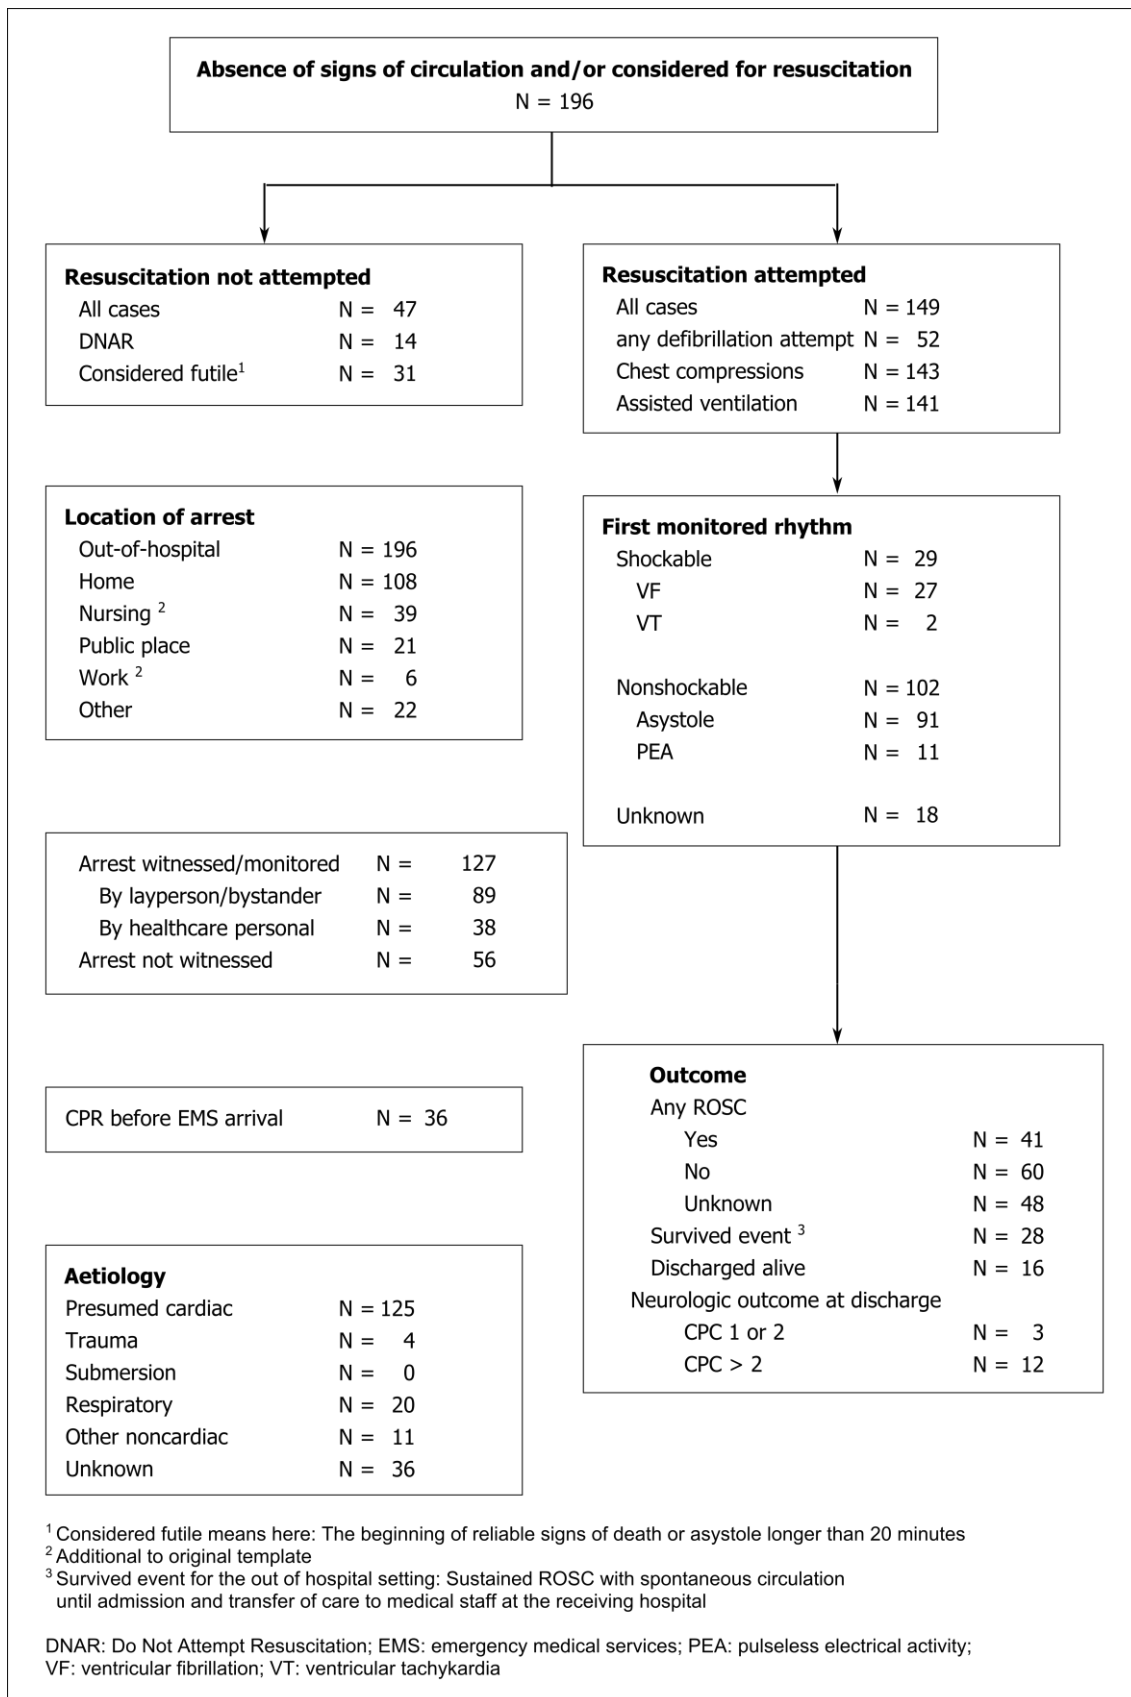 Absence of signs of circulation and/or considered for resuscitation
N = 196
Resuscitation not attempted
All cases N = 47
DNAR N = 14
Considered futile¹ N = 31
Resuscitation attempted
All cases N = 149
any defibrillation attempt N = 52
Chest compressions N = 143
Assisted ventilation N = 141
Location of arrest
Out-of-hospital N = 196
Home N = 108
Nursing ² N = 39
Public place N = 21
Work ² N = 6
Other N = 22
First monitored rhythm
Shockable N = 29
VF N = 27
VT N = 2
Nonshockable N = 102
Asystole N = 91
PEA N = 11
Unknown N = 18
Arrest witnessed/monitored N = 127
By layperson/bystander N = 89
By healthcare personal N = 38
Arrest not witnessed N = 56
CPR before EMS arrival N = 36
Outcome
Any ROSC
Yes N = 41
No N = 60
Unknown N = 48
Survived event ³ N = 28
Discharged alive N = 16
Neurologic outcome at discharge
CPC 1 or 2 N = 3
CPC > 2 N = 12
Aetiology
Presumed cardiac N = 125
Trauma N = 4
Submersion N = 0
Respiratory N = 20
Other noncardiac N = 11
Unknown N = 36
¹ Considered futile means here: The beginning of reliable signs of death or asystole longer than 20 minutes
² Additional to original template
³ Survived event for the out of hospital setting: Sustained ROSC with spontaneous circulation
until admission and transfer of care to medical staff at the receiving hospital
DNAR: Do Not Attempt Resuscitation; EMS: emergency medical services; PEA: pulseless electrical activity;
VF: ventricular fibrillation; VT: ventricular tachykardia